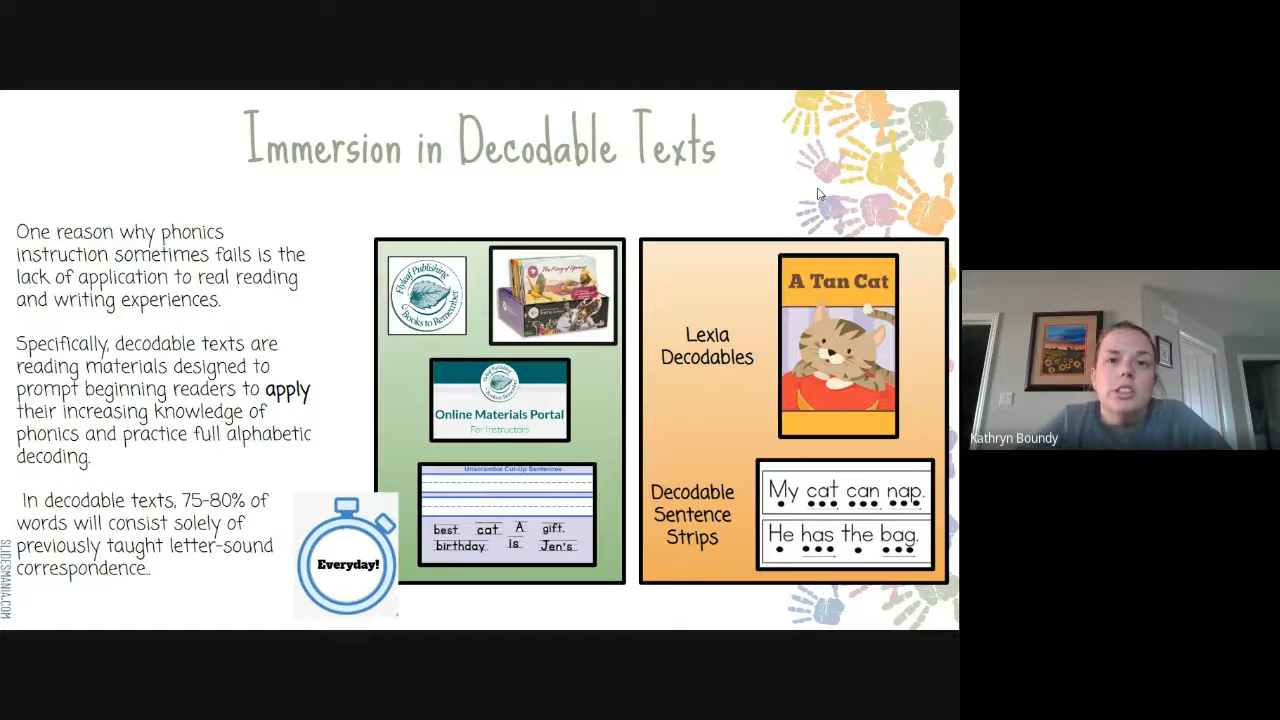 Immersion in Decodable Texts
One reason why phonics
instruction sometimes fails is the
lack of application to real reading
and writing experiences.
Specifically, decodable texts are
reading materials designed to
prompt beginning readers to apply
their increasing knowledge of
phonics and practice full alphabetic
decoding.
In decodable texts, 75-80% of
words will consist solely of
previously taught letter-sound
correspondence..
SLIDESMANIA.COM
Everyday!
Flyleaf Publishing
Books to Remember
The King of Spring
Online Materials Portal
For Instructors
Unscramble Cut-Up Sentences
best cat A gift.
birthday is Jen's
Lexia
Decodables
A Tan Cat
Decodable
Sentence
Strips
My cat can nap.
He has the bag.
Kathryn Boundy